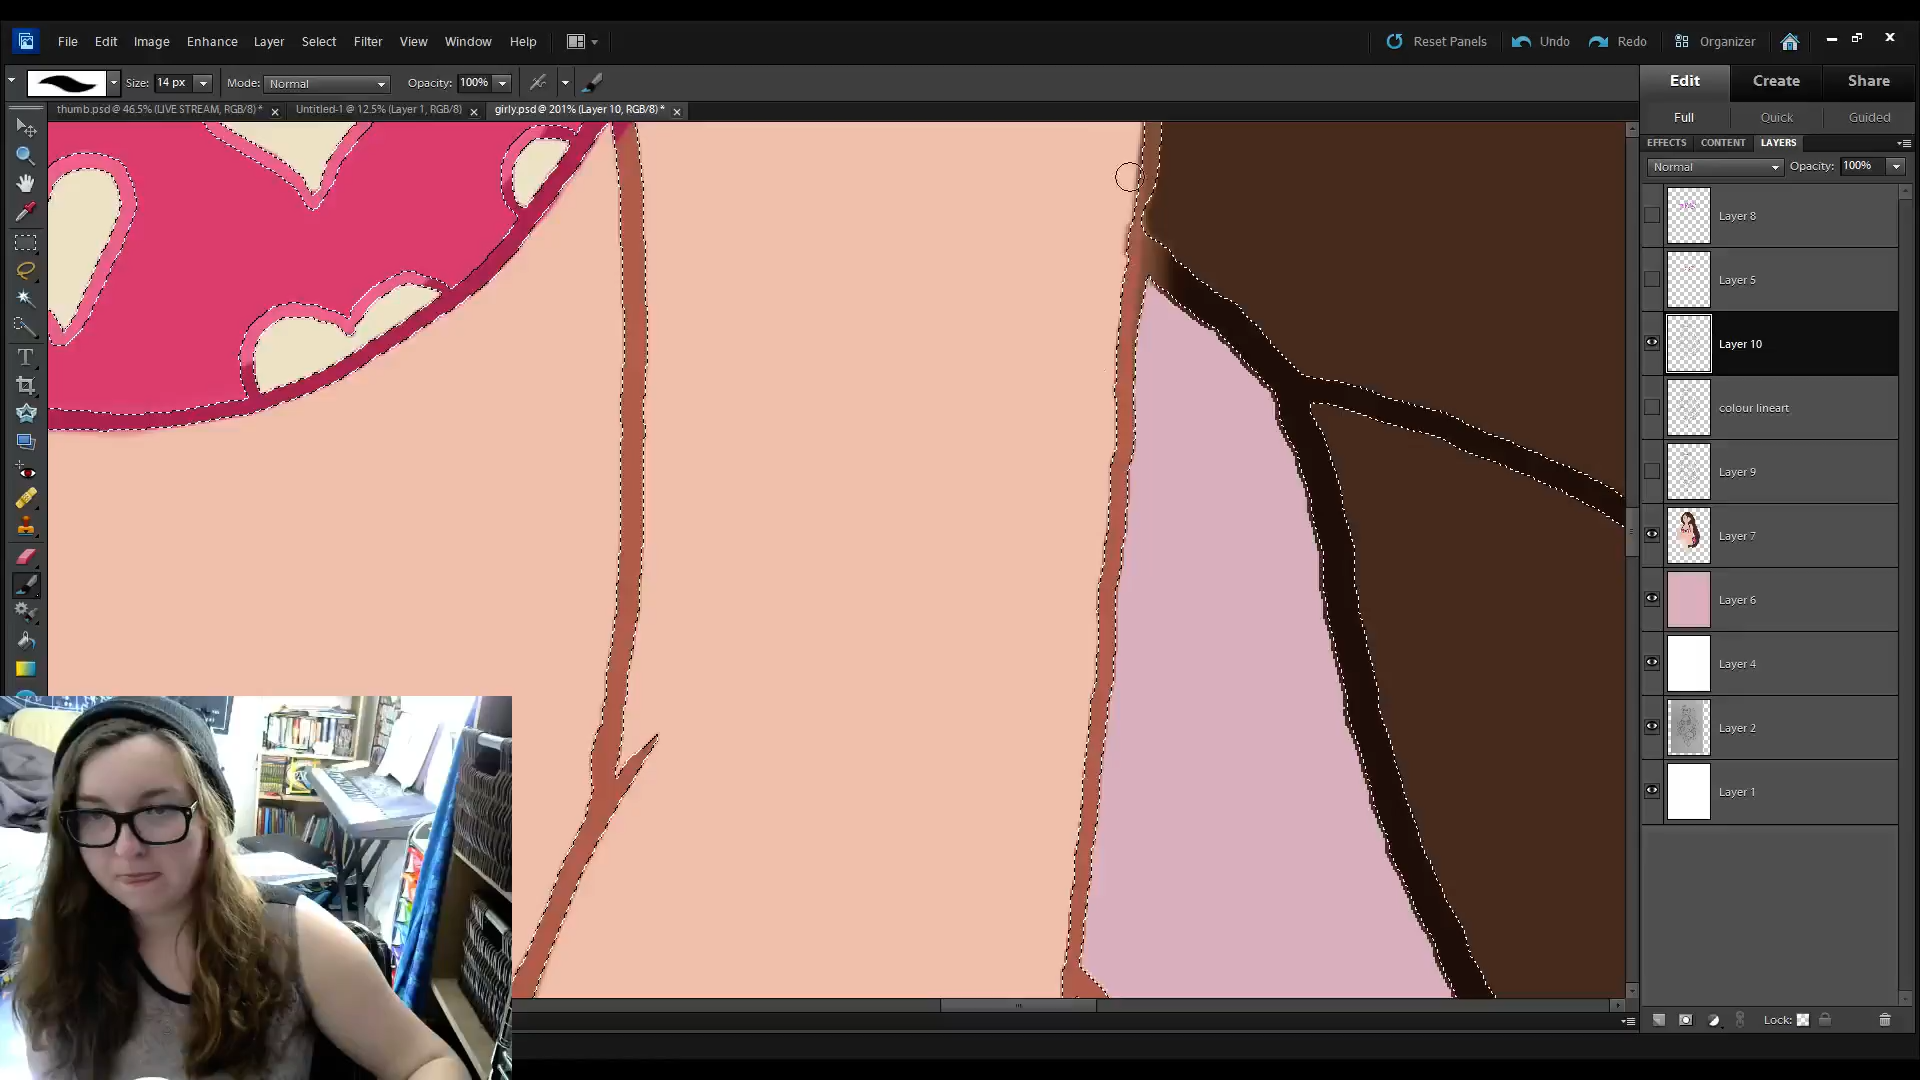 File Edit Image Enhance Layer Select Filter View Window Help
Reset Panels Undo Redo Organizer
Size: 14 px Mode: Normal Opacity: 100%
Edit Create Share
thumb.psd @ 46.5% (LIVE STREAM, RGB/8) * Untitled-1 @ 12.5% (Layer 1, RGB/8) girly.psd @ 201% (Layer 10, RGB/8) *
Full Quick Guided
EFFECTS CONTENT LAYERS
Normal Opacity: 100%
Layer 8
Layer 5
Layer 10
colour lineart
Layer 9
Layer 7
Layer 6
Layer 4
Layer 2
Layer 1
Lock: